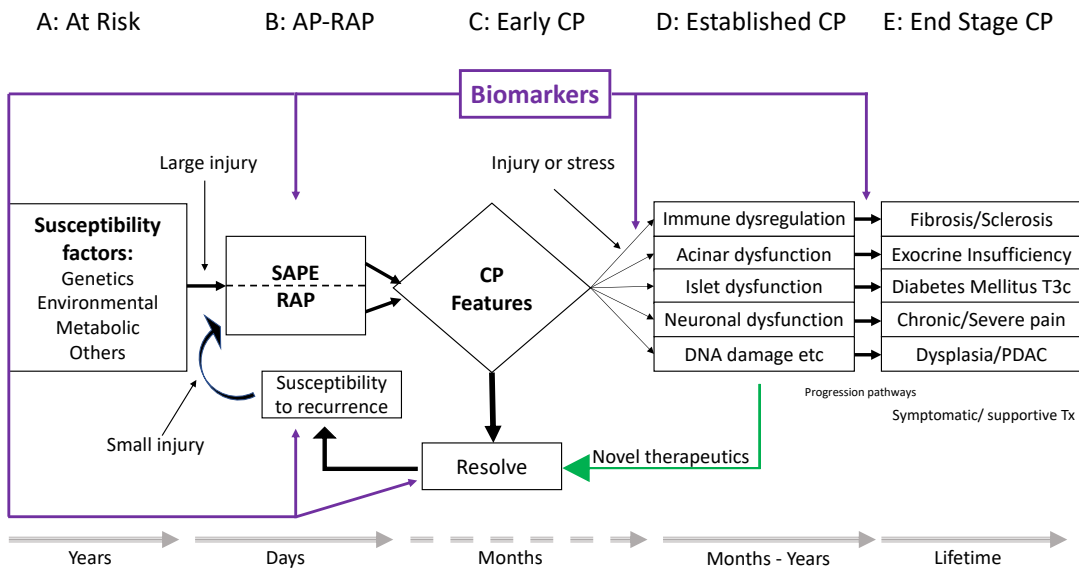 A: At Risk
B: AP-RAP
C: Early CP
D: Established CP
E: End Stage CP
Biomarkers
Large injury
Injury or stress
Susceptibility
factors:
Genetics
Environmental
Metabolic
Others
SAPE
RAP
CP
Features
Immune dysregulation
Acinar dysfunction
Islet dysfunction
Neuronal dysfunction
DNA damage etc
Fibrosis/Sclerosis
Exocrine Insufficiency
Diabetes Mellitus T3c
Chronic/Severe pain
Dysplasia/PDAC
Susceptibility
to recurrence
Small injury
Resolve
Novel therapeutics
Progression pathways
Symptomatic/ supportive Tx
Years
Days
Months
Months - Years
Lifetime